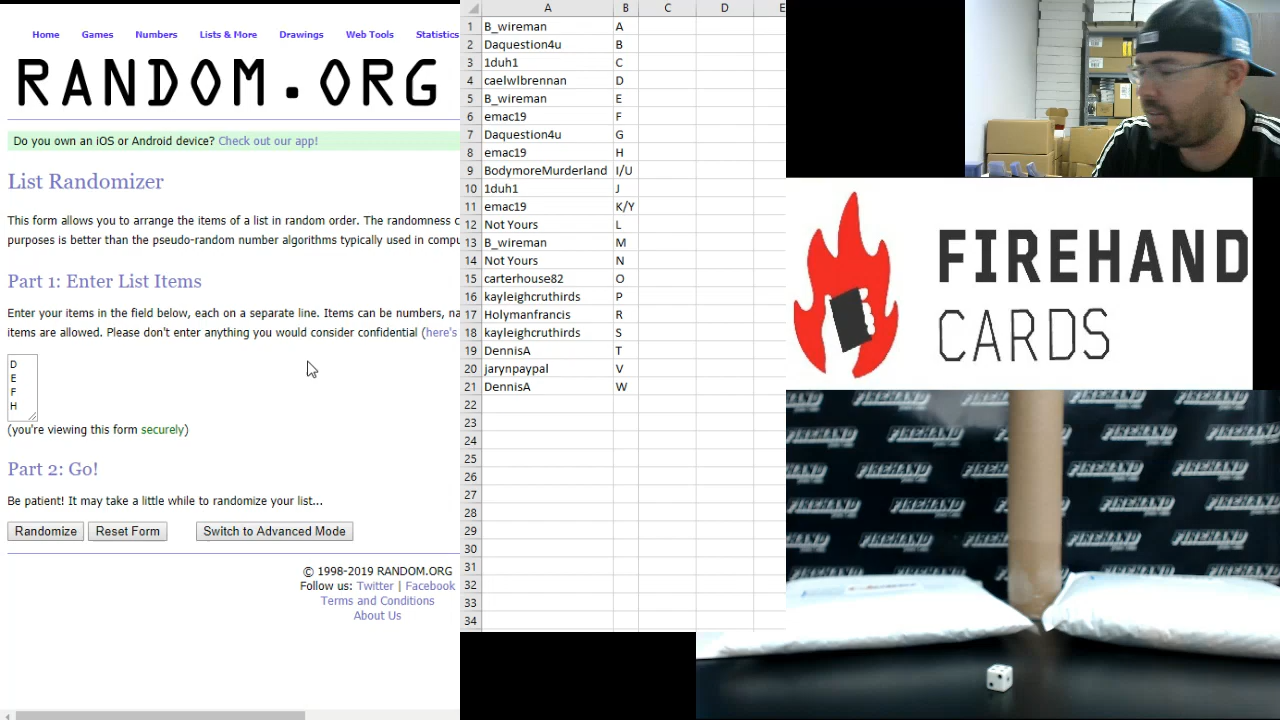 Home Games Numbers Lists & More Drawings Web Tools Statistics
RANDOM.ORG
Do you own an iOS or Android device? Check out our app!
List Randomizer
This form allows you to arrange the items of a list in random order. The randomness c
purposes is better than the pseudo-random number algorithms typically used in compu
Part 1: Enter List Items
Enter your items in the field below, each on a separate line. Items can be numbers, na
items are allowed. Please don't enter anything you would consider confidential (here's
D
E
F
H
(you're viewing this form securely)
Part 2: Go!
Be patient! It may take a little while to randomize your list...
Randomize Reset Form Switch to Advanced Mode
© 1998-2019 RANDOM.ORG
Follow us: Twitter | Facebook
Terms and Conditions
About Us
A B C D E
1 B_wireman A
2 Daquestion4u B
3 1duh1 C
4 caelwlbrennan D
5 B_wireman E
6 emac19 F
7 Daquestion4u G
8 emac19 H
9 BodymoreMurderland I/U
10 1duh1 J
11 emac19 K/Y
12 Not Yours L
13 B_wireman M
14 Not Yours N
15 carterhouse82 O
16 kayleighcruthirds P
17 Holymanfrancis R
18 kayleighcruthirds S
19 DennisA T
20 jarynpaypal V
21 DennisA W
22
23
24
25
26
27
28
29
30
31
32
33
34
FIREHAND
CARDS
FIREHAND FIREHAND FIREHAND FIREHAND